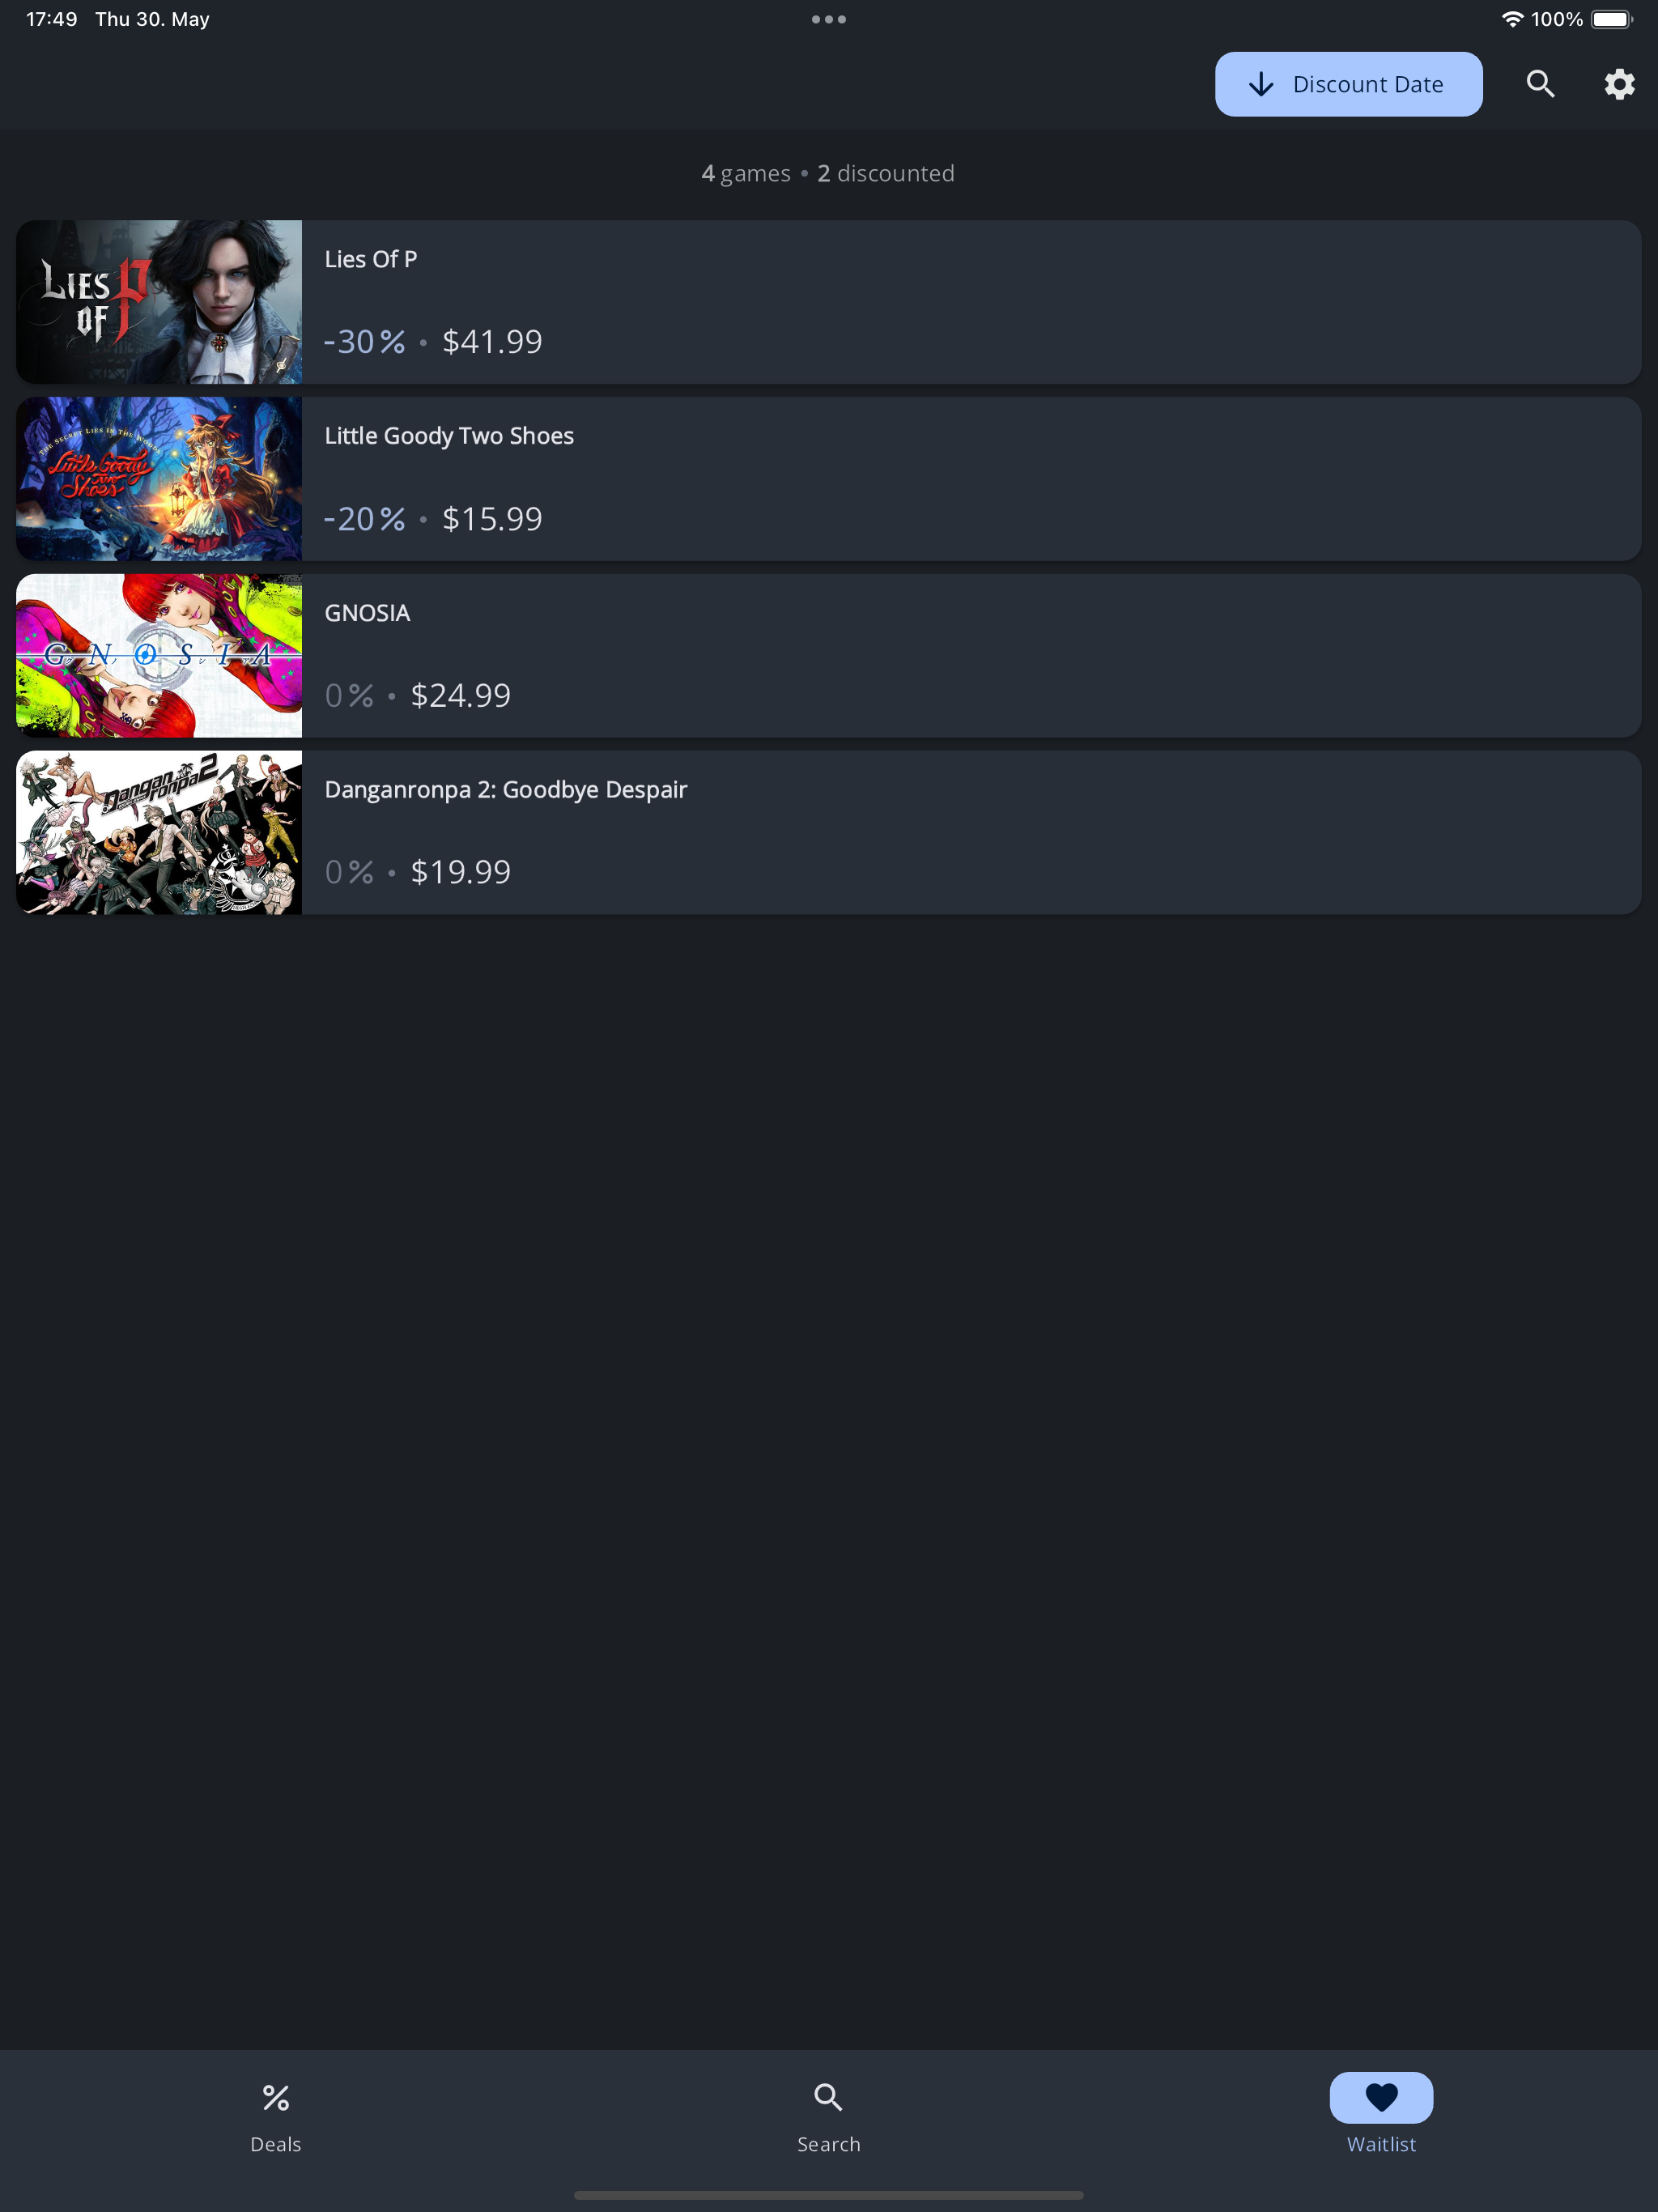 17:49 Thu 30. May
100%
Discount Date
4 games • 2 discounted
LIES OF P
Lies Of P
-30% • $41.99
THE SECRET LIES IN THE WOODS
Little Goody
Two
Shoes
Little Goody Two Shoes
-20% • $15.99
GNOSIA
GNOSIA
0% • $24.99
Danganronpa 2
Danganronpa 2: Goodbye Despair
0% • $19.99
Deals
Search
Waitlist